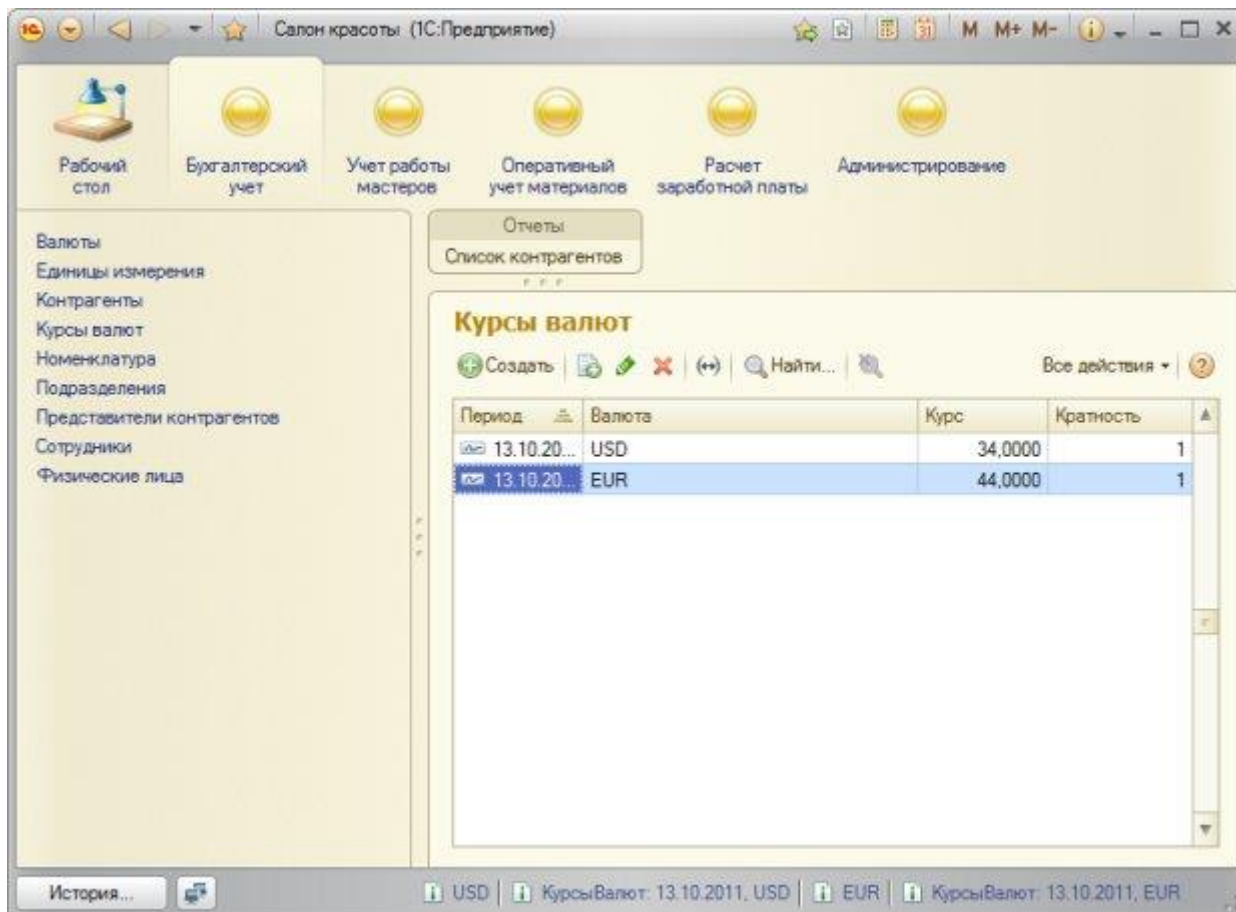 1С Салон красоты (1С:Предприятие) 31 M M+ M-
Рабочий
стол
Бухгалтерский
учет
Учет работы
мастеров
Оперативный
учет материалов
Расчет
заработной платы
Администрирование
Валюты
Единицы измерения
Контрагенты
Курсы валют
Номенклатура
Подразделения
Представители контрагентов
Сотрудники
Физические лица
Отчеты
Список контрагентов
Курсы валют
Создать Найти... Все действия ?
Период Валюта Курс Кратность
13.10.20... USD 34,0000 1
13.10.20... EUR 44,0000 1
История... USD КурсыВалют: 13.10.2011, USD EUR КурсыВалют: 13.10.2011, EUR